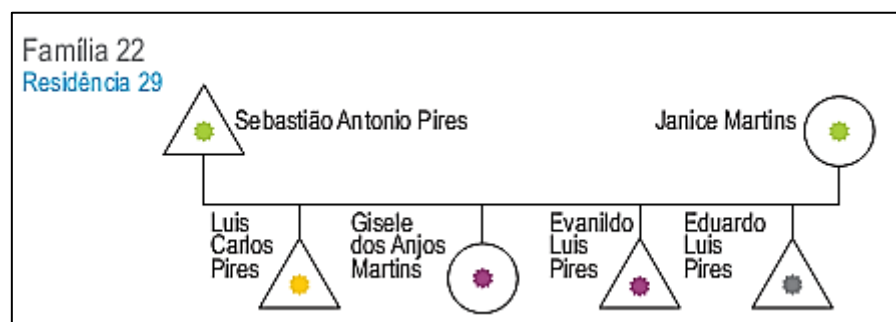 Família 22
Residência 29
Sebastião Antonio Pires
Janice Martins
Luis
Carlos
Pires
Gisele
dos Anjos
Martins
Evanildo
Luis
Pires
Eduardo
Luis
Pires